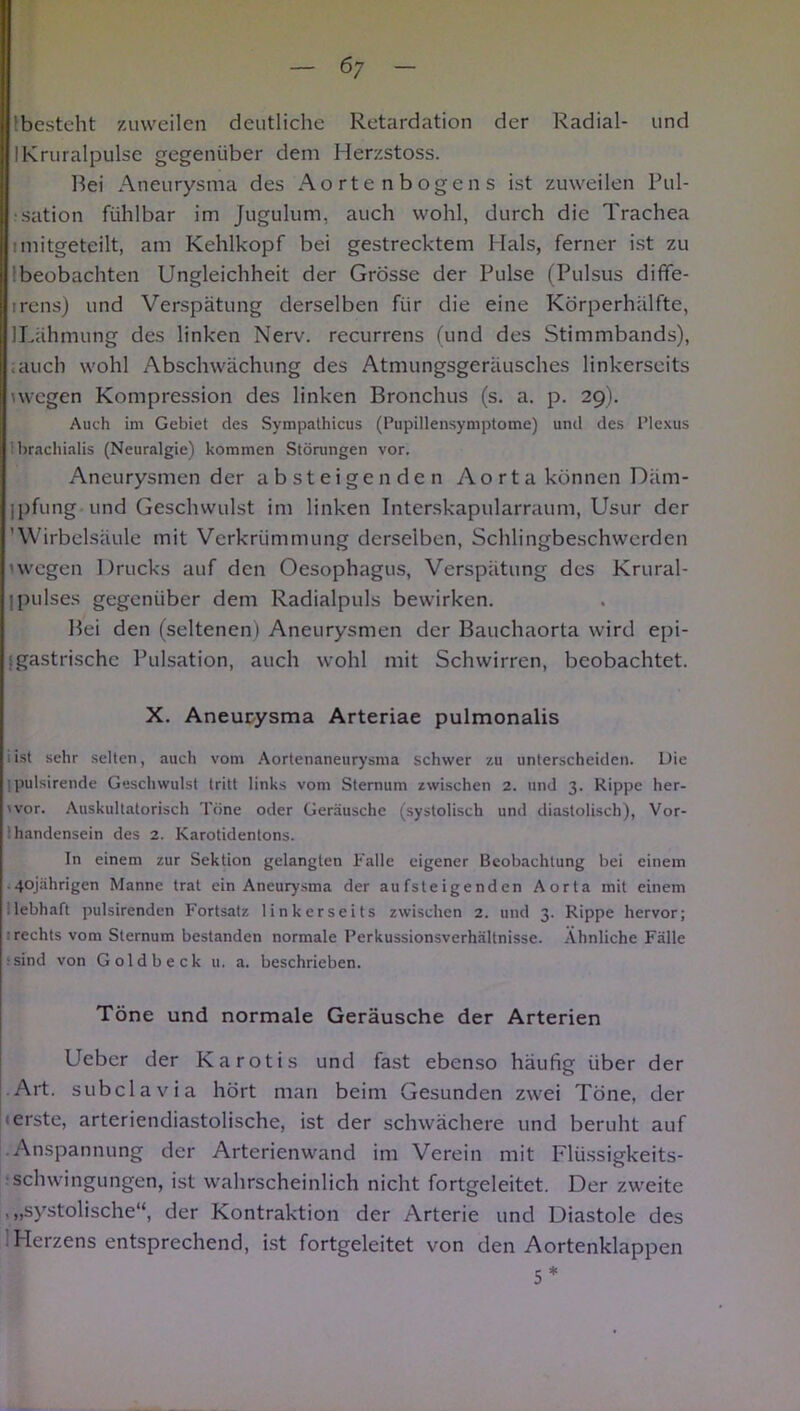 — 67 —
besteht zuweilen deutliche Retardation der Radial- und
Kruralpulse gegenüber dem Herzstoss.
Bei Aneurysma des Aortenbogens ist zuweilen Pul-
sation fühlbar im Jugulum, auch wohl, durch die Trachea
mitgeteilt, am Kehlkopf bei gestrecktem Hals, ferner ist zu
beobachten Ungleichheit der Grösse der Pulse (Pulsus diffe-
rens) und Verspätung derselben für die eine Körperhälfte,
Lähmung des linken Nerv. recurrens (und des Stimmbands),
auch wohl Abschwächung des Atmungsgeräusches linkerseits
wegen Kompression des linken Bronchus (s. a. p. 29).
Auch im Gebiet des Sympathicus (Pupillensymptome) und des Plexus
brachialis (Neuralgie) kommen Störungen vor.
Aneurysmen der absteigenden Aorta können Däm-
pfung und Geschwulst im linken Interskapularraum, Usur der
Wirbelsäule mit Verkrümmung derselben, Schlingbeschwerden
wegen Drucks auf den Oesophagus, Verspätung des Krural-
pulses gegenüber dem Radialpuls bewirken.
Bei den (seltenen) Aneurysmen der Bauchaorta wird epi-
gastrische Pulsation, auch wohl mit Schwirren, beobachtet.
X. Aneurysma Arteriae pulmonalis
ist sehr selten, auch vom Aortenaneurysma schwer zu unterscheiden. Die
pulsirende Geschwulst tritt links vom Sternum zwischen 2. und 3. Rippe her-
vor. Auskultatorisch Töne oder Geräusche (systolisch und diastolisch), Vor-
handensein des 2. Karotidentons.
In einem zur Sektion gelangten Falle eigener Beobachtung bei einem
40jährigen Manne trat ein Aneurysma der aufsteigenden Aorta mit einem
lebhaft pulsirenden Fortsatz linkerseits zwischen 2. und 3. Rippe hervor;
rechts vom Sternum bestanden normale Perkussionsverhältnisse. Ähnliche Fälle
sind von Goldbeck u. a. beschrieben.
Töne und normale Geräusche der Arterien
Ueber der Karotis und fast ebenso häufig über der
Art. subclavia hört man beim Gesunden zwei Töne, der
erste, arteriendiastolische, ist der schwächere und beruht auf
Anspannung der Arterienwand im Verein mit Flüssigkeits-
schwingungen, ist wahrscheinlich nicht fortgeleitet. Der zweite
„systolische“, der Kontraktion der Arterie und Diastole des
Herzens entsprechend, ist fortgeleitet von den Aortenklappen
5*